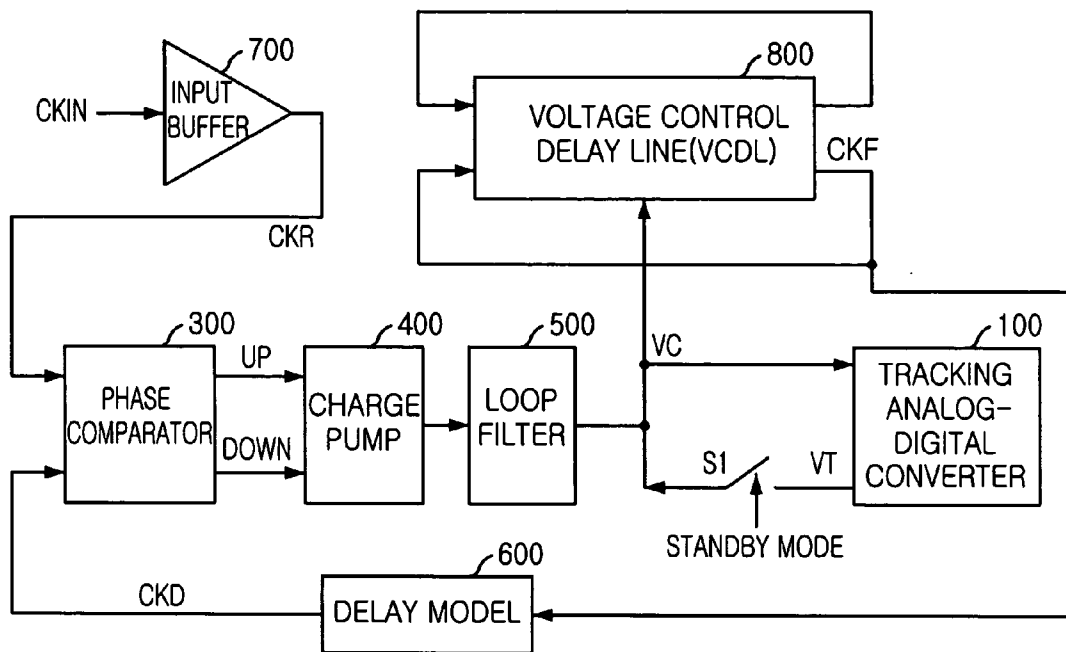 700
CKIN
INPUT
BUFFER
CKR
800
VOLTAGE CONTROL
DELAY LINE(VCDL)
CKF
300
PHASE
COMPARATOR
UP
DOWN
400
CHARGE
PUMP
500
LOOP
FILTER
VC
100
TRACKING
ANALOG-
DIGITAL
CONVERTER
S1
VT
STANDBY MODE
600
DELAY MODEL
CKD